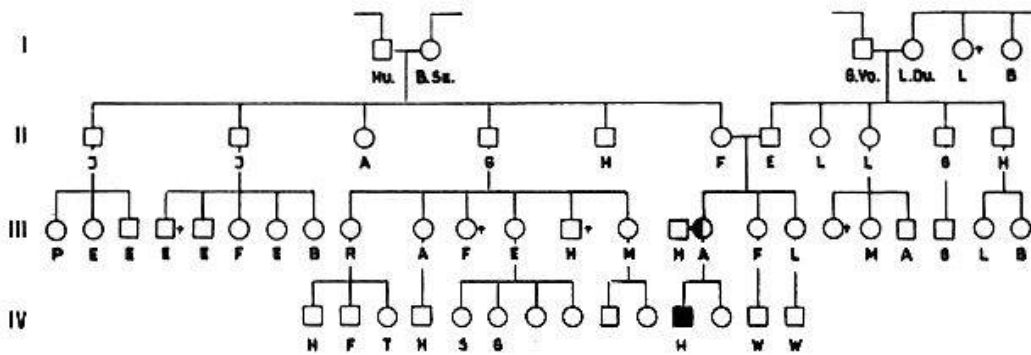 I
Hu. B.Se. G.Vo. L.Du. L B
II
J J A G H F E L L G H
III
P E E E E F E B R A F E H M H A F L M A G L B
IV
H F T H S G H W W